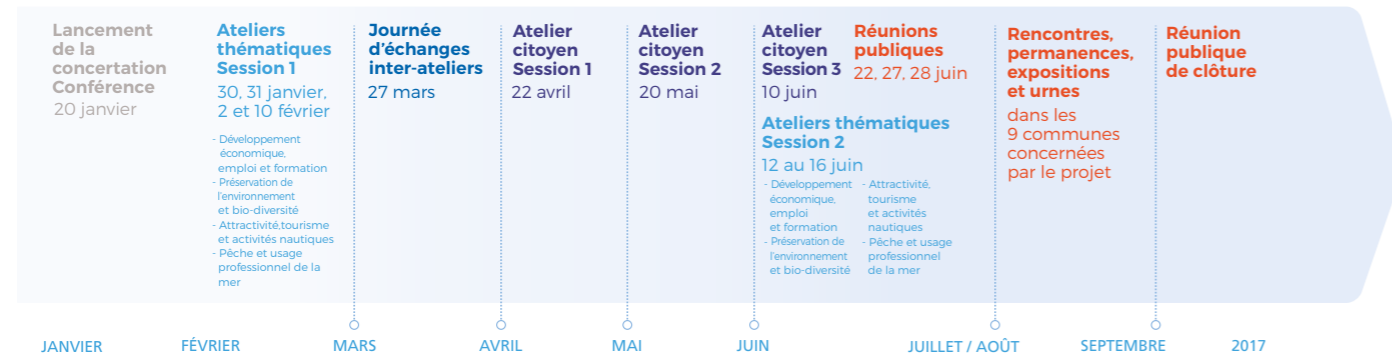 Lancement
de la
concertation
Conférence
20 janvier
Ateliers
thématiques
Session 1
30, 31 janvier,
2 et 10 février
- Développement
économique,
emploi et formation
- Préservation de
l'environnement
et bio-diversité
- Attractivité,tourisme
et activités nautiques
- Pêche et usage
professionnel de la
mer
Journée
d'échanges
inter-ateliers
27 mars
Atelier
citoyen
Session 1
22 avril
Atelier
citoyen
Session 2
20 mai
Atelier
citoyen
Session 3
10 juin
Réunions
publiques
22, 27, 28 juin
Ateliers thématiques
Session 2
12 au 16 juin
- Développement
économique,
emploi
et formation
- Préservation de
l'environnement
et bio-diversité
- Attractivité,
tourisme
et activités
nautiques
- Pêche et usage
professionnel
de la mer
Rencontres,
permanences,
expositions
et urnes
dans les
9 communes
concernées
par le projet
Réunion
publique
de clôture
JANVIER
FÉVRIER
MARS
AVRIL
MAI
JUIN
JUILLET / AOÛT
SEPTEMBRE
2017